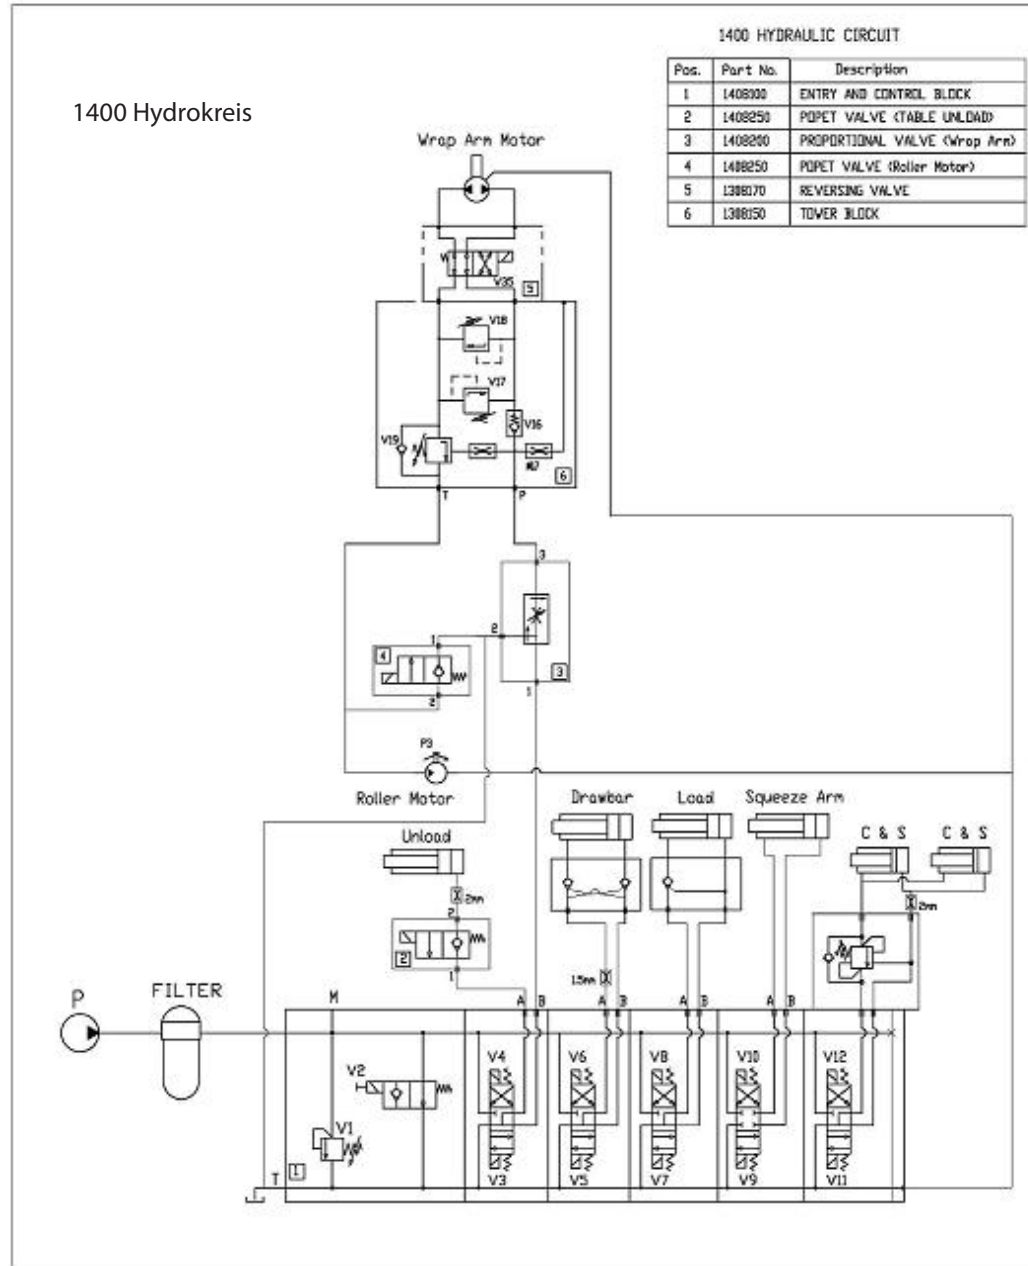 1400 HYDRAULIC CIRCUIT
Pos. Part No. Description
1 1408100 ENTRY AND CONTROL BLOCK
2 1408250 POPET VALVE (TABLE UNLOAD)
3 1408200 PROPORTIONAL VALVE (Wrap Arm)
4 1408250 POPET VALVE (Roller Motor)
5 1308170 REVERSING VALVE
6 1308150 TOWER BLOCK
1400 Hydrokreis
Wrap Arm Motor
V35
5
V18
V17
V16
V19
6
T P
3
2
1
4
3
2
1
P3
Roller Motor
Drawbar Load Squeeze Arm
Unload
C & S C & S
2mm
2mm
2
2
1
1.5mm
P FILTER M
A B A B A B A B
V4 V6 V8 V10 V12
V2
V1
1
T
V3 V5 V7 V9 V11